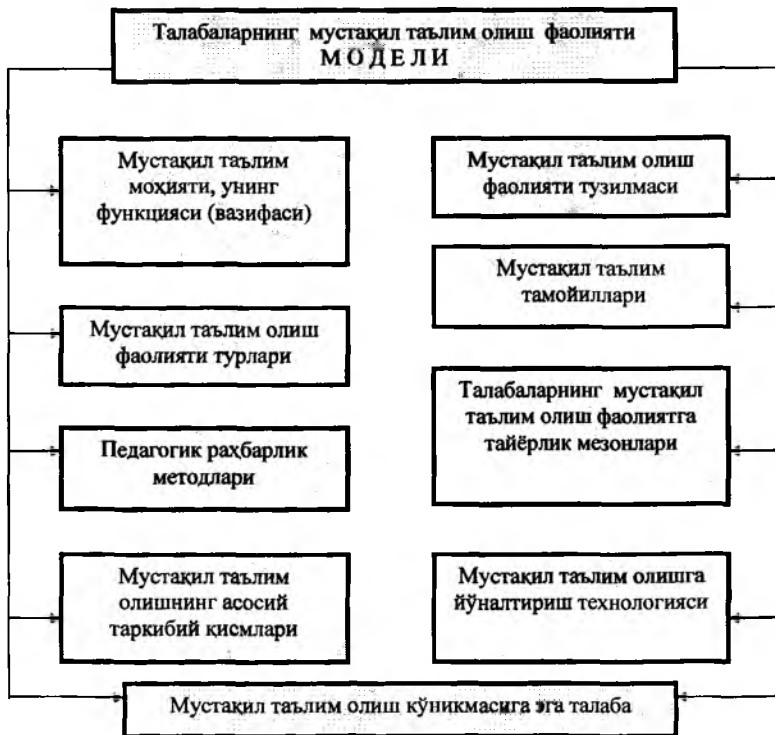 Талабаларнинг мустақил таълим олиш фаолияти
МОДЕЛИ
Мустақил таълим
моҳияти, унинг
функцияси (вазифаси)
Мустақил таълим олиш
фаолияти тузилмаси
Мустақил таълим
тамойиллари
Мустақил таълим олиш
фаолияти турлари
Талабаларнинг мустақил
таълим олиш фаолиятга
тайёрлик мезонлари
Педагогик раҳбарлик
методлари
Мустақил таълим
олишнинг асосий
таркибий қисмлари
Мустақил таълим олишга
йўналтириш технологияси
Мустақил таълим олиш кўникмасига эга талаба